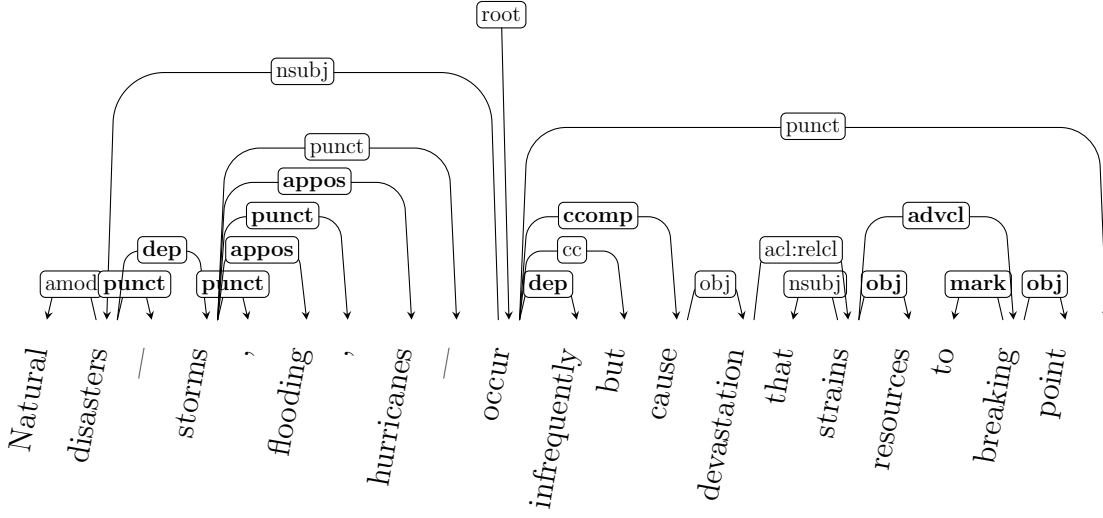 root
nsubj
punct
punct
appos
punct
ccomp
advcl
dep
appos
cc
acl:relcl
amod
punct
punct
dep
obj
nsubj
obj
mark
obj
Natural disasters / storms , flooding , hurricanes / occur infrequently but cause devastation that strains resources to breaking point